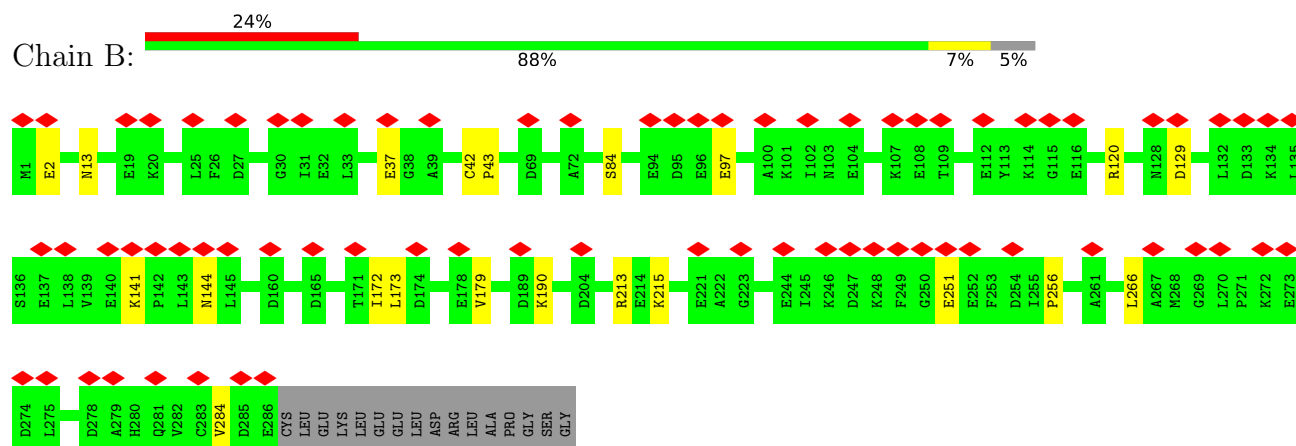 24%
Chain B:
88% 7% 5%
M1 E2 N13 E19 K20 L25 F26 D27 G30 I31 E32 L33 E37 G38 A39 C42 P43 D69 A72 S84 E94 D95 E96 E97 A100 K101 I102 N103 E104 K107 E108 T109 E112 Y113 K114 G115 E116 R120 N128 D129 L132 D133 K134 L135
S136 E137 L138 V139 E140 K141 P142 L143 N144 L145 D160 D165 T171 I172 L173 D174 E178 V179 D189 K190 D204 R213 E214 K215 E221 A222 G223 E244 I245 K246 D247 K248 F249 G250 E251 E252 F253 D254 I255 P256 A261 L266 A267 M268 G269 L270 P271 K272 E273
D274 L275 D278 A279 H280 Q281 V282 C283 V284 D285 E286 CYS LEU GLU LYS LEU GLU GLU LEU ASP ARG LEU ALA PRO GLY SER GLY